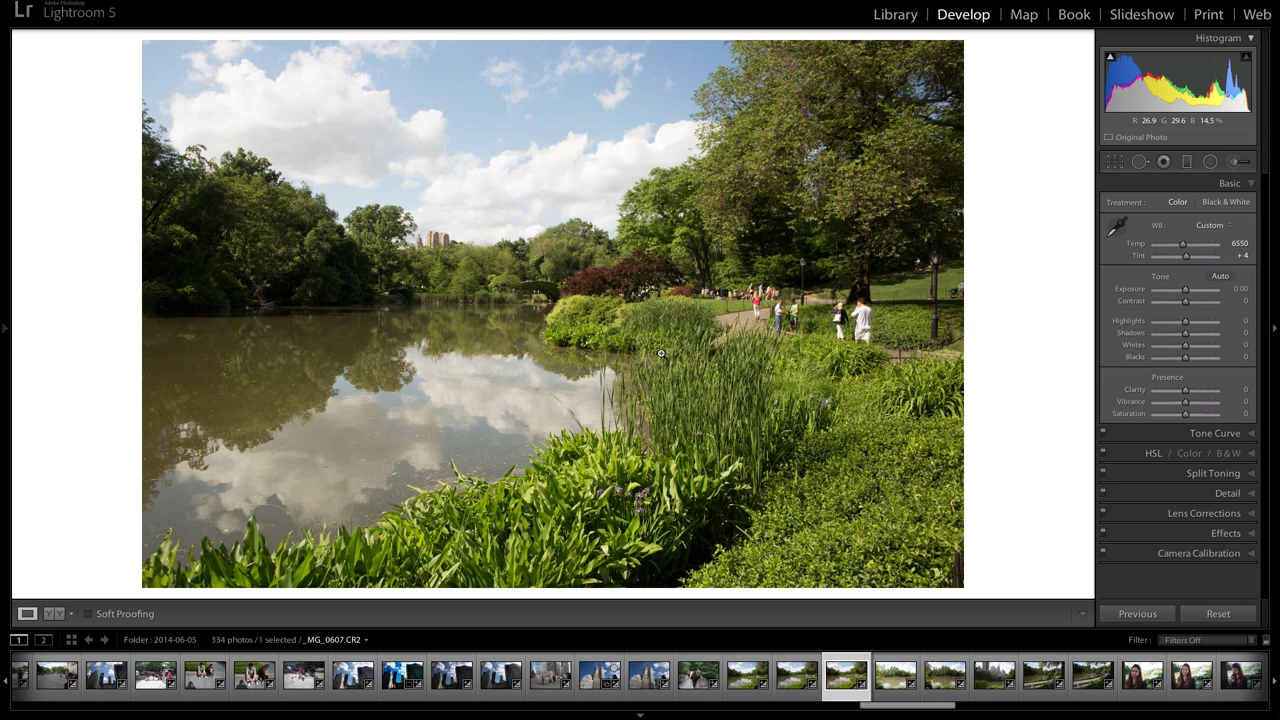 Lr Adobe Photoshop
Lightroom 5
Library | Develop | Map | Book | Slideshow | Print | Web
Histogram
R 26.9 G 29.6 B 14.5 %
Original Photo
Basic
Treatment : Color Black & White
WB: Custom
Temp 6550
Tint + 4
Tone Auto
Exposure 0.00
Contrast 0
Highlights 0
Shadows 0
Whites 0
Blacks 0
Presence
Clarity 0
Vibrance 0
Saturation 0
Tone Curve
HSL / Color / B & W
Split Toning
Detail
Lens Corrections
Effects
Camera Calibration
Y Y Soft Proofing
Previous Reset
1 2 Folder : 2014-06-05 334 photos / 1 selected / _MG_0607.CR2 Filter : Filters Off